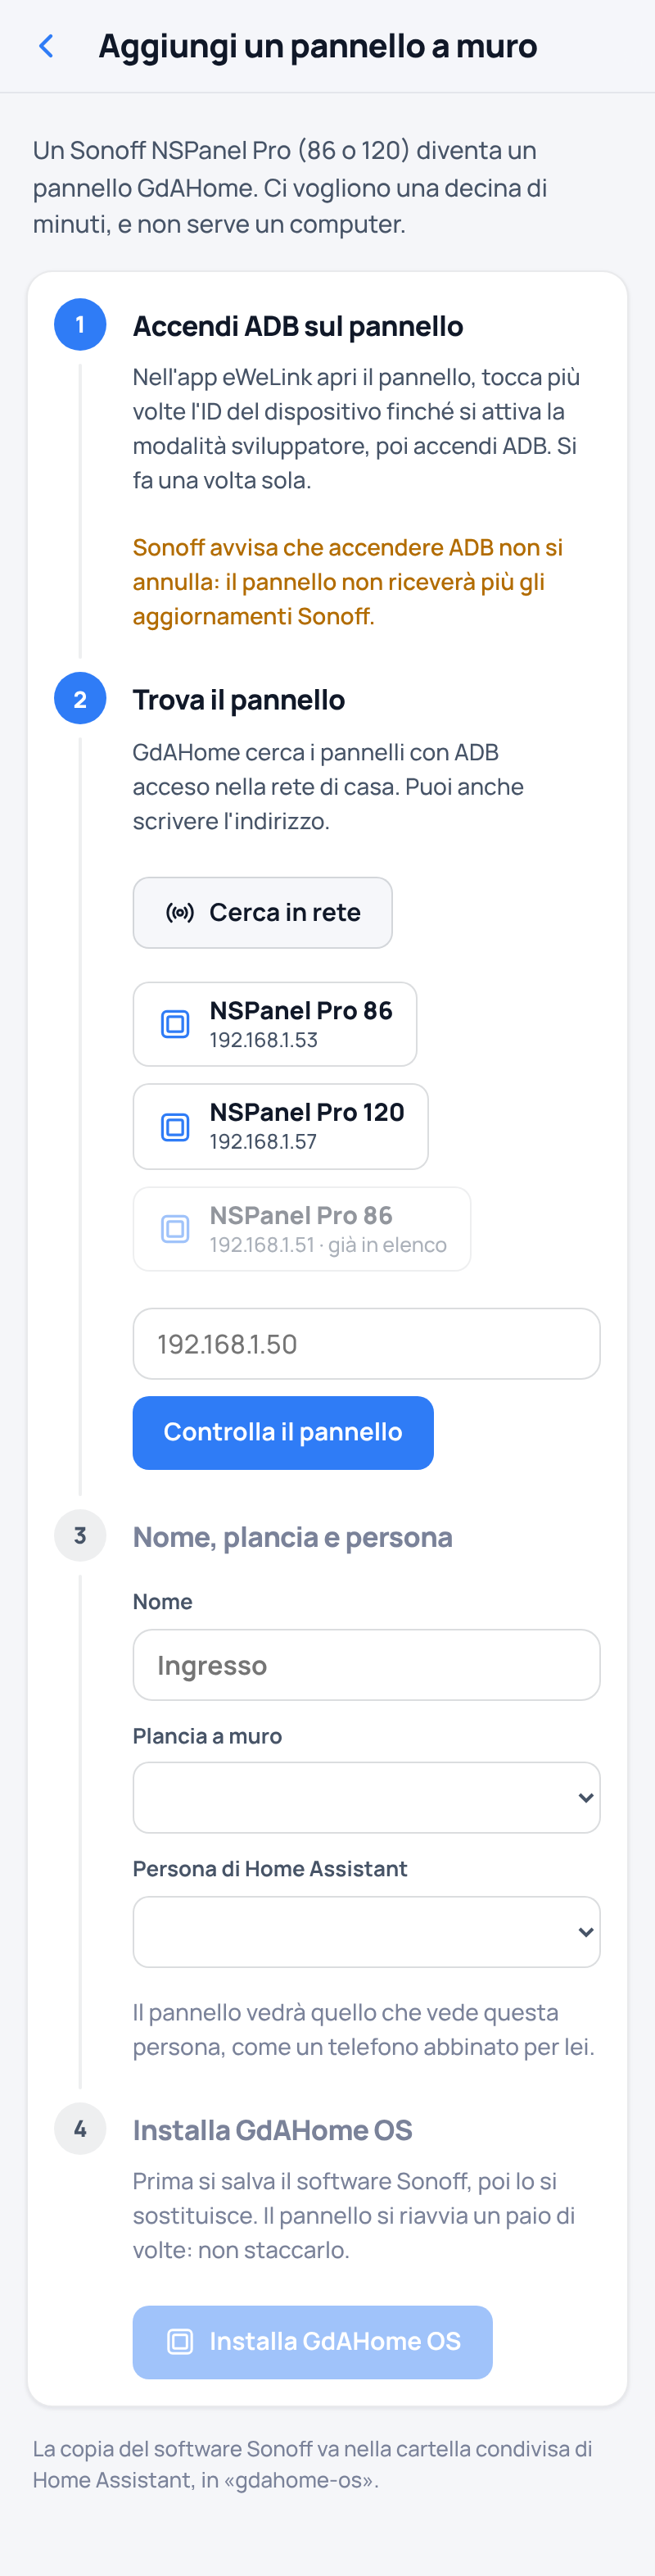 Aggiungi un pannello a muro
Un Sonoff NSPanel Pro (86 o 120) diventa un
pannello GdAHome. Ci vogliono una decina di
minuti, e non serve un computer.
1
Accendi ADB sul pannello
Nell'app eWeLink apri il pannello, tocca più
volte l'ID del dispositivo finché si attiva la
modalità sviluppatore, poi accendi ADB. Si
fa una volta sola.
Sonoff avvisa che accendere ADB non si
annulla: il pannello non riceverà più gli
aggiornamenti Sonoff.
2
Trova il pannello
GdAHome cerca i pannelli con ADB
acceso nella rete di casa. Puoi anche
scrivere l'indirizzo.
Cerca in rete
NSPanel Pro 86
192.168.1.53
NSPanel Pro 120
192.168.1.57
NSPanel Pro 86
192.168.1.51 · già in elenco
192.168.1.50
Controlla il pannello
3
Nome, plancia e persona
Nome
Ingresso
Plancia a muro
Persona di Home Assistant
Il pannello vedrà quello che vede questa
persona, come un telefono abbinato per lei.
4
Installa GdAHome OS
Prima si salva il software Sonoff, poi lo si
sostituisce. Il pannello si riavvia un paio di
volte: non staccarlo.
Installa GdAHome OS
La copia del software Sonoff va nella cartella condivisa di
Home Assistant, in «gdahome-os».